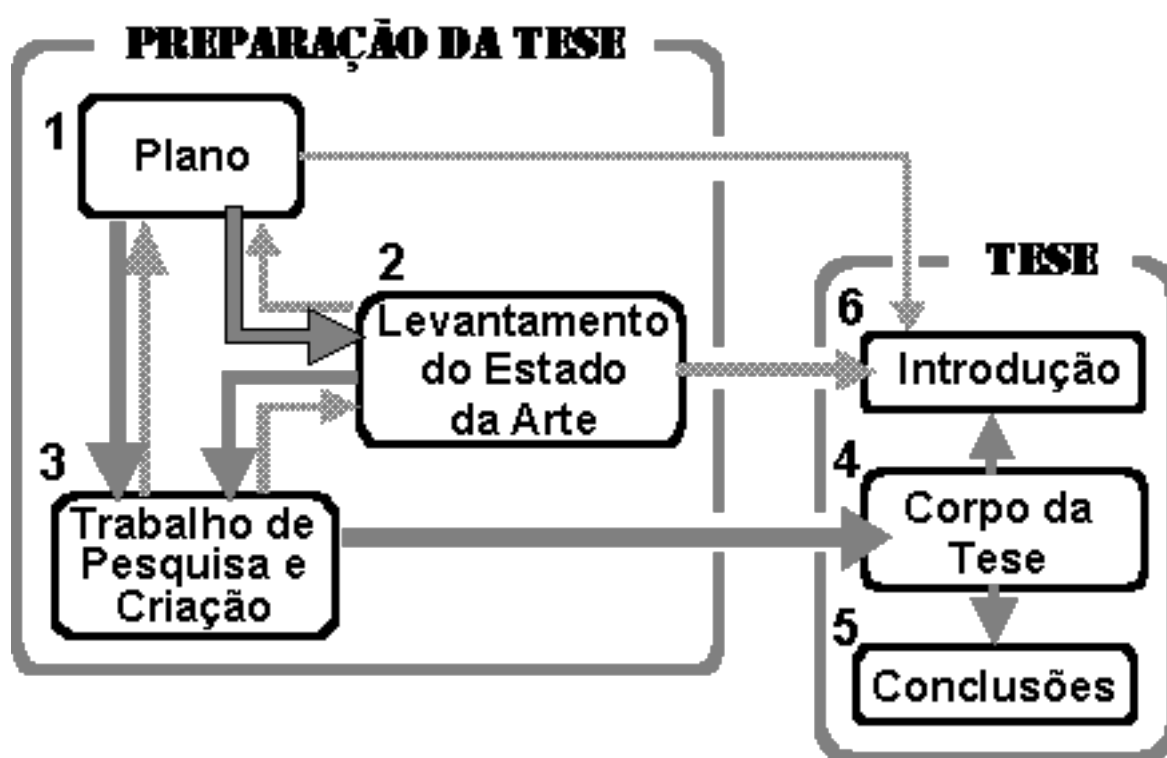 PREPARAÇÃO DA TESE
1
Plano
2
Levantamento
do Estado
da Arte
3
Trabalho de
Pesquisa e
Criação
TESE
6
Introdução
4
Corpo da
Tese
5
Conclusões